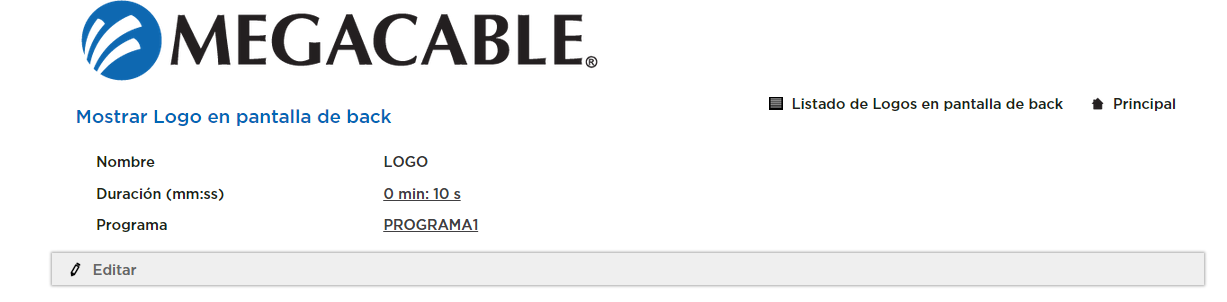 MEGACABLE®
Listado de Logos en pantalla de back Principal
Mostrar Logo en pantalla de back
Nombre LOGO
Duración (mm:ss) 0 min: 10 s
Programa PROGRAMA1
Editar